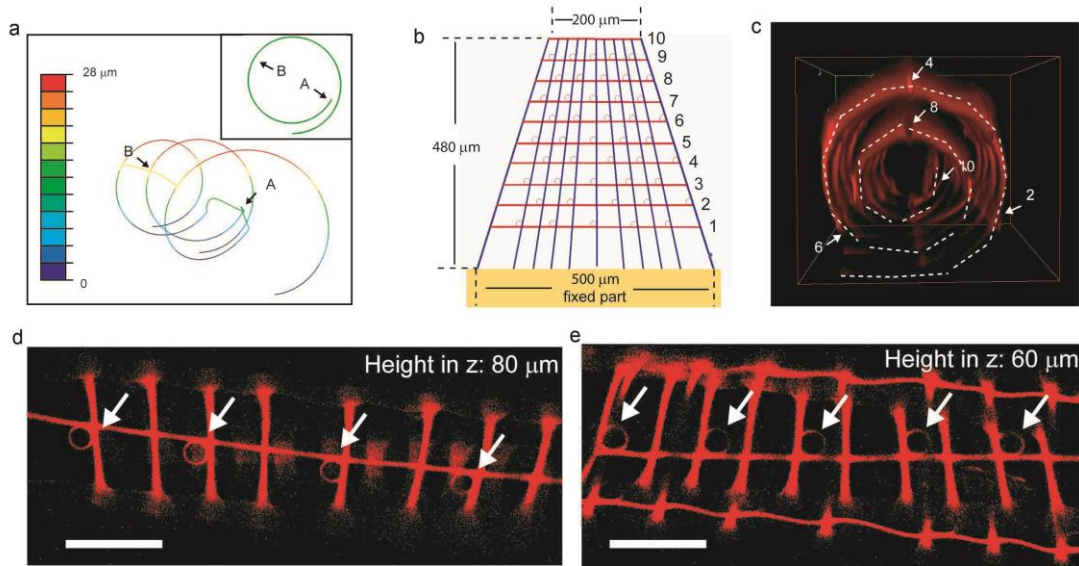 a
28 μm
0
B
A
B
A
b
200 μm
480 μm
10
9
8
7
6
5
4
3
2
1
500 μm
fixed part
c
4
8
10
2
6
d
Height in z: 80 μm
e
Height in z: 60 μm